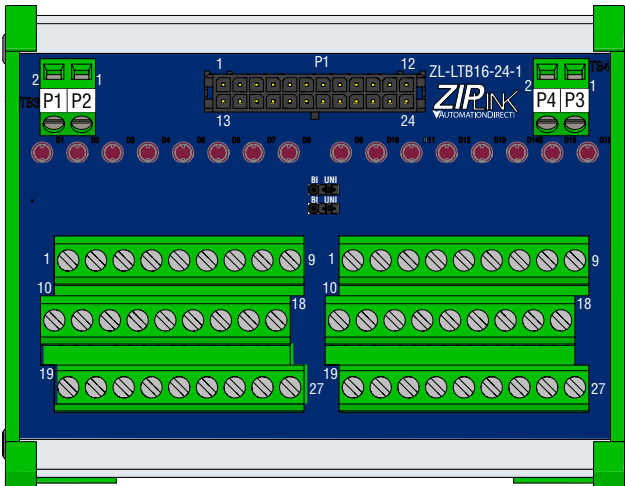 1 P1 12 ZL-LTB16-24-1
TB4
2 1
P1 P2
TB3
2 1
P4 P3
ZIPLINK
AUTOMATIONDIRECT
13 24
D1 D2 D3 D4 D5 D6 D7 D8 D9 D10 D11 D12 D13 D14 D15 D16
BI UNI
BI UNI
1 9 1 9
10 18 10 18
19 27 19 27